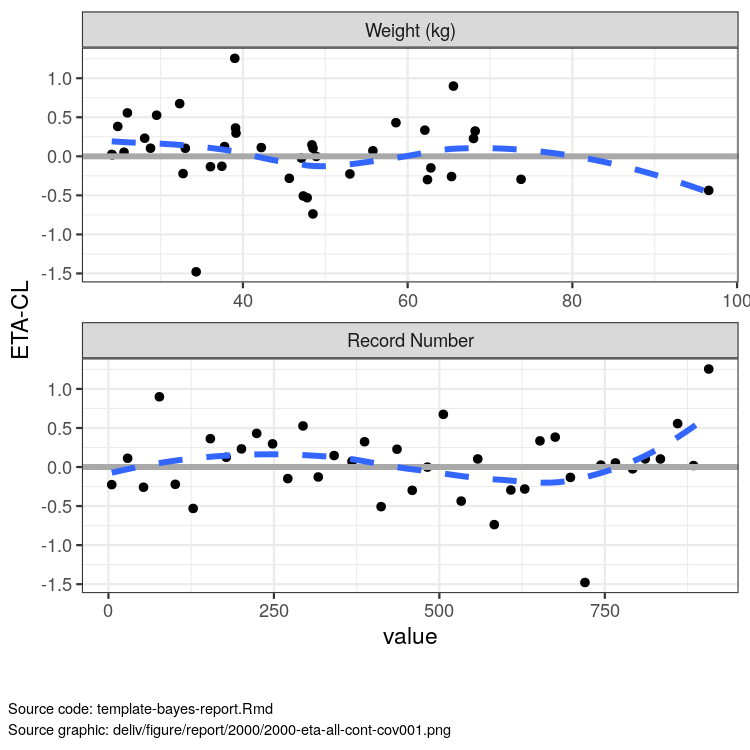 Weight (kg)
1.0
0.5
0.0
-0.5
-1.0
-1.5
40 60 80 100
ETA-CL
Record Number
1.0
0.5
0.0
-0.5
-1.0
-1.5
0 250 500 750
value
Source code: template-bayes-report.Rmd
Source graphic: deliv/figure/report/2000/2000-eta-all-cont-cov001.png